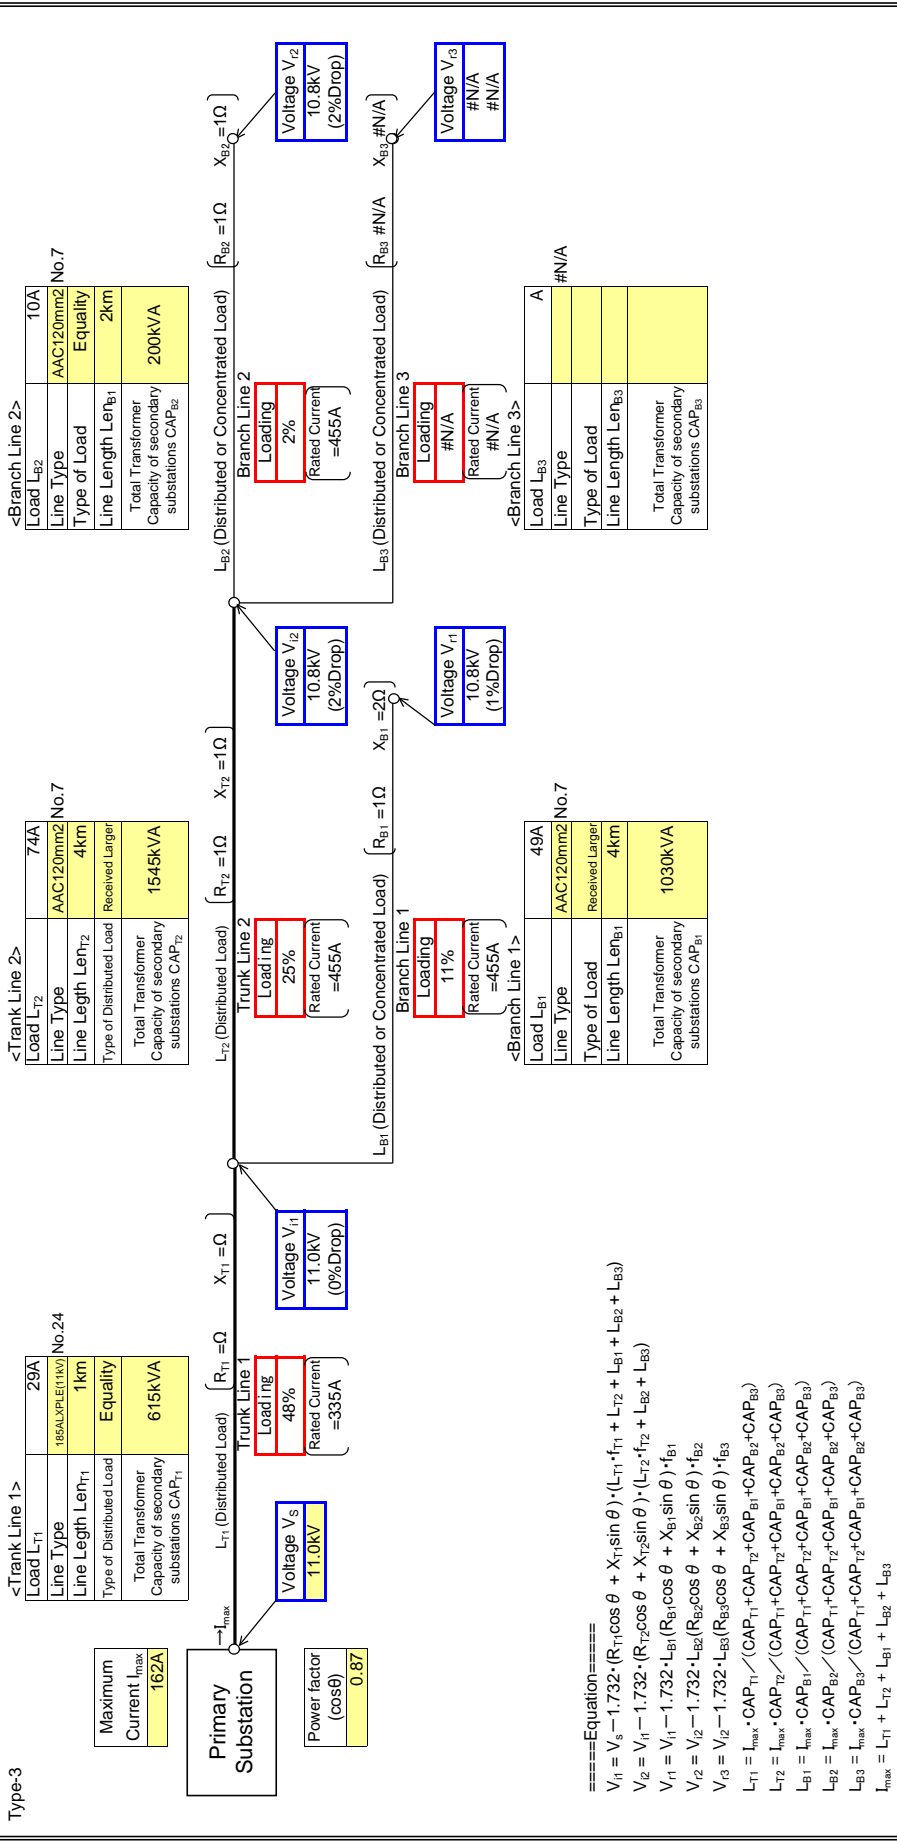 Type-3
Maximum
Current Imax
162A
Primary
Substation
Power factor
(cosθ)
0.87
→Imax
Voltage VS
11.0kV
<Trank Line 1>
Load LT1 29A
Line Type 185ALXPLE(11kV) No.24
Line Legth LenT1 1km
Type of Distributed Load Equality
Total Transformer
Capacity of secondary
substations CAPT1
615kVA
LT1 (Distributed Load) RT1 =Ω XT1 =Ω
Trunk Line 1
Loading
48%
Rated Current
=335A
Voltage Vi1
11.0kV
(0%Drop)
<Trank Line 2>
Load LT2 74A
Line Type AAC120mm2 No.7
Line Legth LenT2 4km
Type of Distributed Load Received Larger
Total Transformer
Capacity of secondary
substations CAPT2
1545kVA
LT2 (Distributed Load) RT2 =1Ω XT2 =1Ω
Trunk Line 2
Loading
25%
Rated Current
=455A
Voltage Vi2
10.8kV
(2%Drop)
LB1 (Distributed or Concentrated Load) RB1 =1Ω XB1 =2Ω
Branch Line 1
Loading
11%
Rated Current
=455A
Voltage Vr1
10.8kV
(1%Drop)
<Branch Line 1>
Load LB1 49A
Line Type AAC120mm2 No.7
Type of Load Received Larger
Line Length LenB1 4km
Total Transformer
Capacity of secondary
substations CAPB1
1030kVA
<Branch Line 2>
Load LB2 10A
Line Type AAC120mm2 No.7
Type of Load Equality
Line Length LenB1 2km
Total Transformer
Capacity of secondary
substations CAPB2
200kVA
LB2 (Distributed or Concentrated Load) RB2 =1Ω XB2 =1Ω
Branch Line 2
Loading
2%
Rated Current
=455A
Voltage Vr2
10.8kV
(2%Drop)
LB3 (Distributed or Concentrated Load) RB3 #N/A XB3 #N/A
Branch Line 3
Loading
#N/A
Rated Current
#N/A
Voltage Vr3
#N/A
#N/A
<Branch Line 3>
Load LB3 A
Line Type #N/A
Type of Load
Line Length LenB3
Total Transformer
Capacity of secondary
substations CAPB3
=====Equation=====
Vi1 = Vs－1.732・(RT1cos θ + XT1sin θ)・(LT1・fT1 + LT2 + LB1 + LB2 + LB3)
Vi2 = Vi1－1.732・(RT2cos θ + XT2sin θ)・(LT2・fT2 + LB2 + LB3)
Vr1 = Vi1－1.732・LB1(RB1cos θ + XB1sin θ)・fB1
Vr2 = Vi2－1.732・LB2(RB2cos θ + XB2sin θ)・fB2
Vr3 = Vi2－1.732・LB3(RB3cos θ + XB3sin θ)・fB3
LT1 = Imax・CAPT1／(CAPT1+CAPT2+CAPB1+CAPB2+CAPB3)
LT2 = Imax・CAPT2／(CAPT1+CAPT2+CAPB1+CAPB2+CAPB3)
LB1 = Imax・CAPB1／(CAPT1+CAPT2+CAPB1+CAPB2+CAPB3)
LB2 = Imax・CAPB2／(CAPT1+CAPT2+CAPB1+CAPB2+CAPB3)
LB3 = Imax・CAPB3／(CAPT1+CAPT2+CAPB1+CAPB2+CAPB3)
Imax = LT1 + LT2 + LB1 + LB2 + LB3